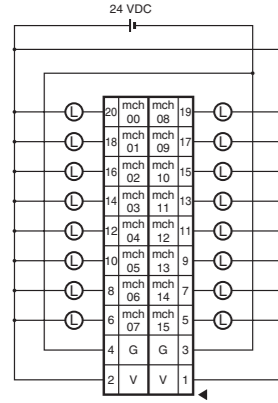 24 VDC
L 20 mch 00 mch 08 19 L
L 18 mch 01 mch 09 17 L
L 16 mch 02 mch 10 15 L
L 14 mch 03 mch 11 13 L
L 12 mch 04 mch 12 11 L
L 10 mch 05 mch 13 9 L
L 8 mch 06 mch 14 7 L
L 6 mch 07 mch 15 5 L
4 G G 3
2 V V 1